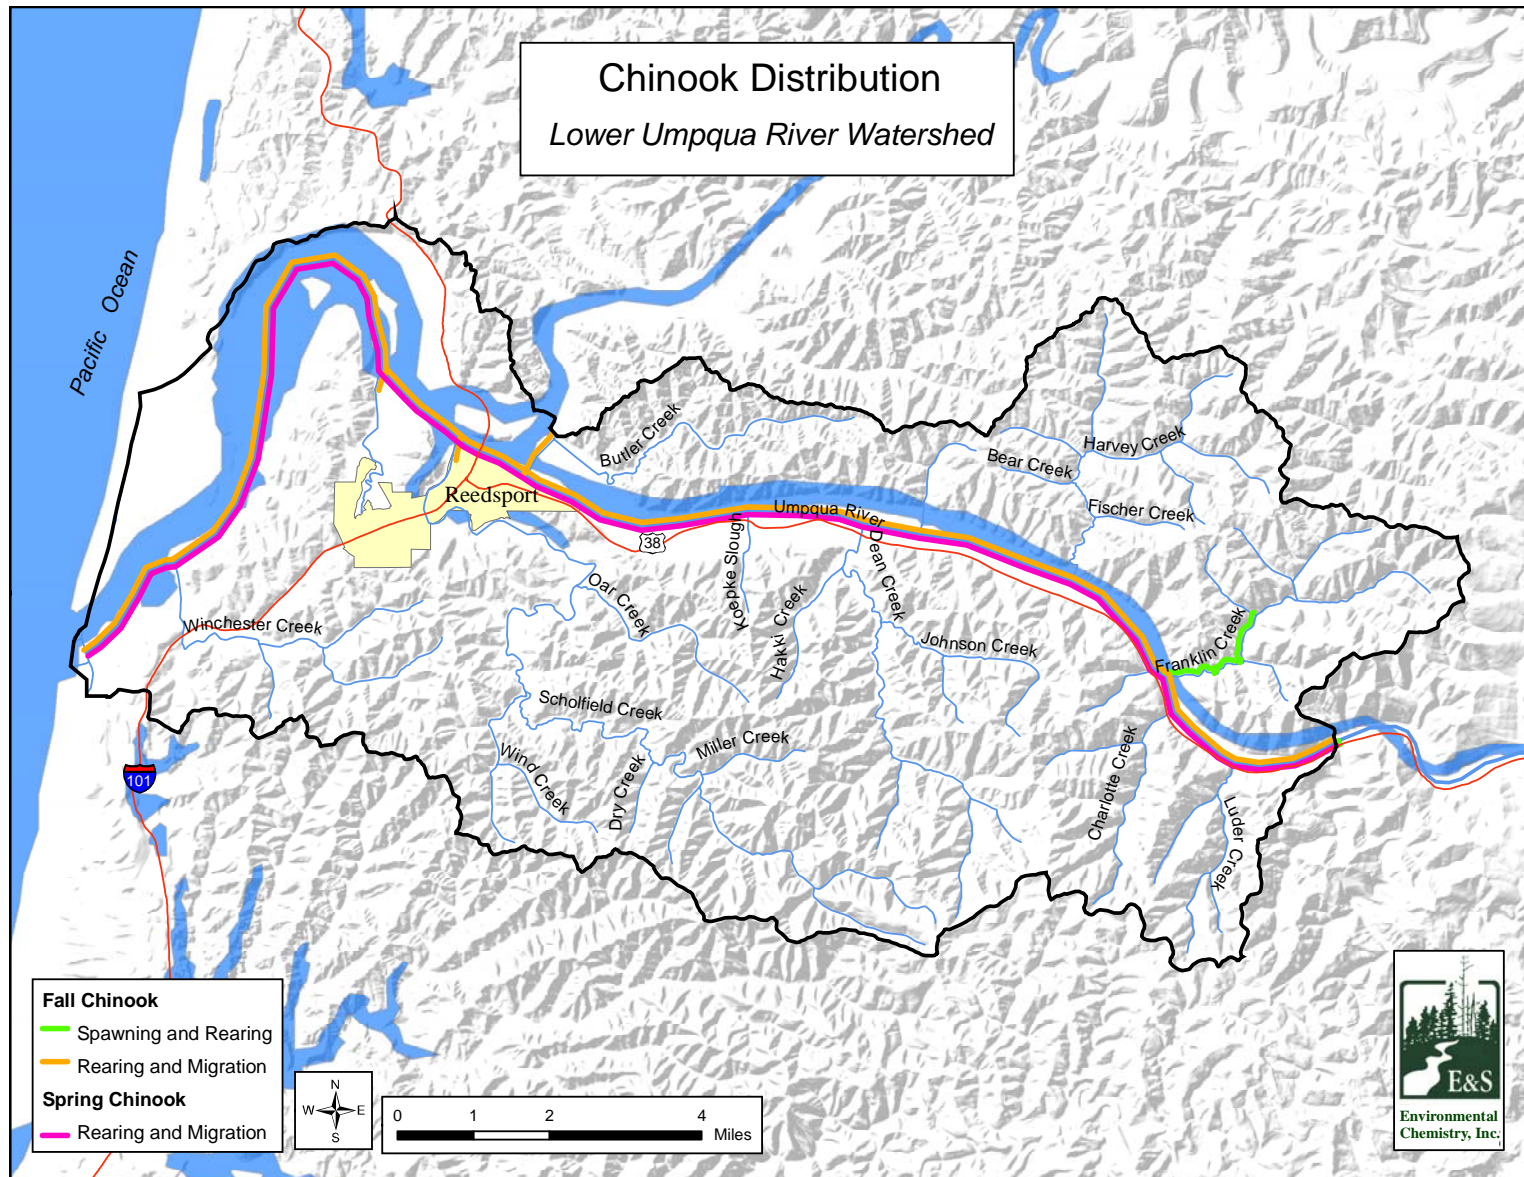 Chinook Distribution
Lower Umpqua River Watershed
Pacific Ocean
Butler Creek
Harvey Creek
Bear Creek
Reedsport
Umpqua River
Fischer Creek
38
Koepke Slough
Dean Creek
Oar Creek
Hakki Creek
Winchester Creek
Johnson Creek
Franklin Creek
Scholfield Creek
Miller Creek
Wind Creek
Dry Creek
Charlotte Creek
Luder Creek
101
Fall Chinook
Spawning and Rearing
Rearing and Migration
Spring Chinook
Rearing and Migration
N
W E
S
0 1 2 4
Miles
E&S
Environmental
Chemistry, Inc.